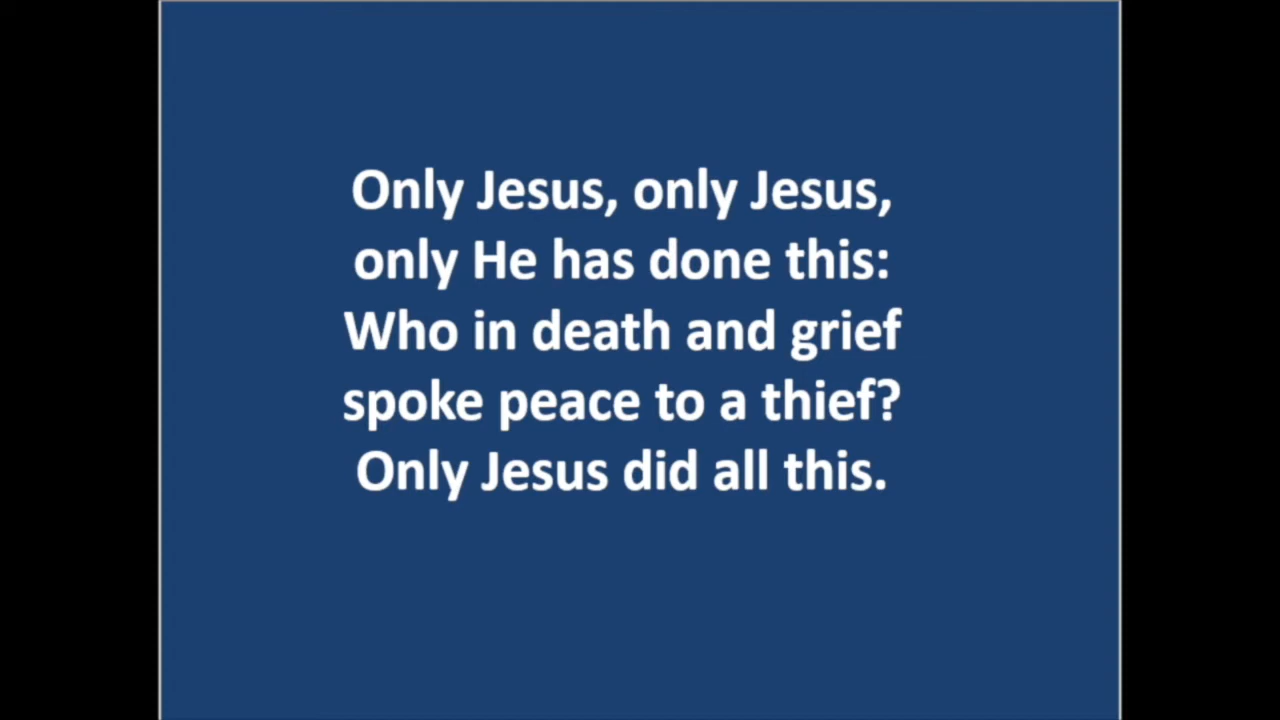 Only Jesus, only Jesus,
only He has done this:
Who in death and grief
spoke peace to a thief?
Only Jesus did all this.